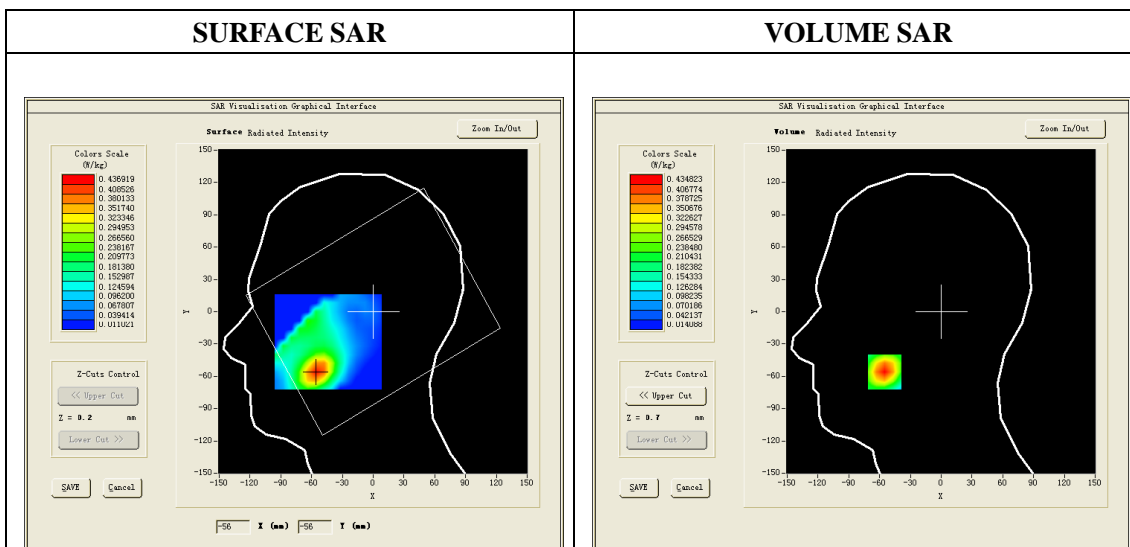 SURFACE SAR
VOLUME SAR
SAR Visualisation Graphical Interface
Surface Radiated Intensity
Zoom In/Out
Colors Scale
(W/kg)
0.436919
0.408526
0.380133
0.351740
0.323346
0.294953
0.266560
0.238167
0.209773
0.181380
0.152987
0.124594
0.096200
0.067807
0.039414
0.011021
Z-Cuts Control
<< Upper Cut
Z = 0.2 mm
Lower Cut >>
SAVE
Cancel
150
120
90
60
30
0
-30
-60
-90
-120
-150
Y
-150 -120 -90 -60 -30 0 30 60 90 120 150
X
-56 X (mm) -56 Y (mm)
SAR Visualisation Graphical Interface
Volume Radiated Intensity
Zoom In/Out
Colors Scale
(W/kg)
0.434823
0.406774
0.378725
0.350676
0.322627
0.294578
0.266529
0.238480
0.210431
0.182382
0.154333
0.126284
0.098235
0.070186
0.042137
0.014088
Z-Cuts Control
<< Upper Cut
Z = 0.7 mm
Lower Cut >>
SAVE
Cancel
150
120
90
60
30
0
-30
-60
-90
-120
-150
Y
-150 -120 -90 -60 -30 0 30 60 90 120 150
X